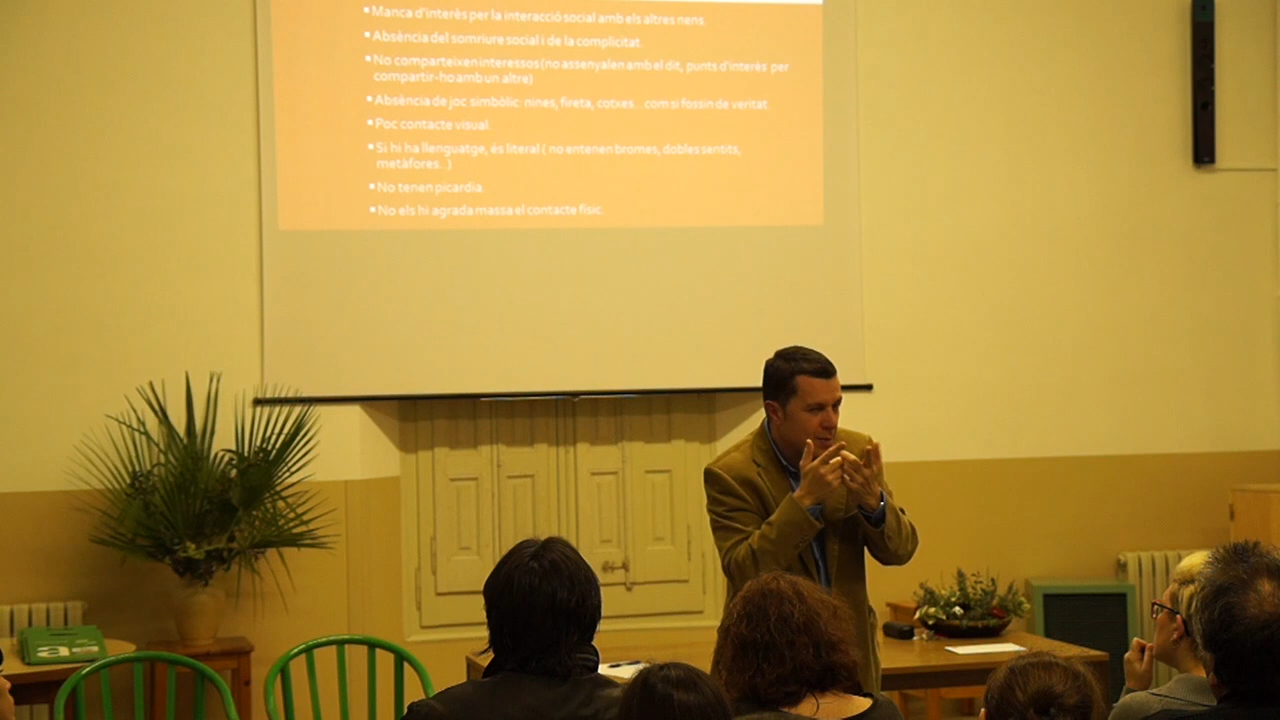 ▪ Manca d'interès per la interacció social amb els altres nens.
▪ Absència del somriure social i de la complicitat.
▪ No comparteixen interessos (no assenyalen amb el dit, punts d'interès per
compartir-ho amb un altre)
▪ Absència de joc simbòlic: nines, fireta, cotxes... com si fossin de veritat.
▪ Poc contacte visual.
▪ Si hi ha llenguatge, és literal ( no entenen bromes, dobles sentits,
metàfores...)
▪ No tenen picardia.
▪ No els hi agrada massa el contacte físic.
a